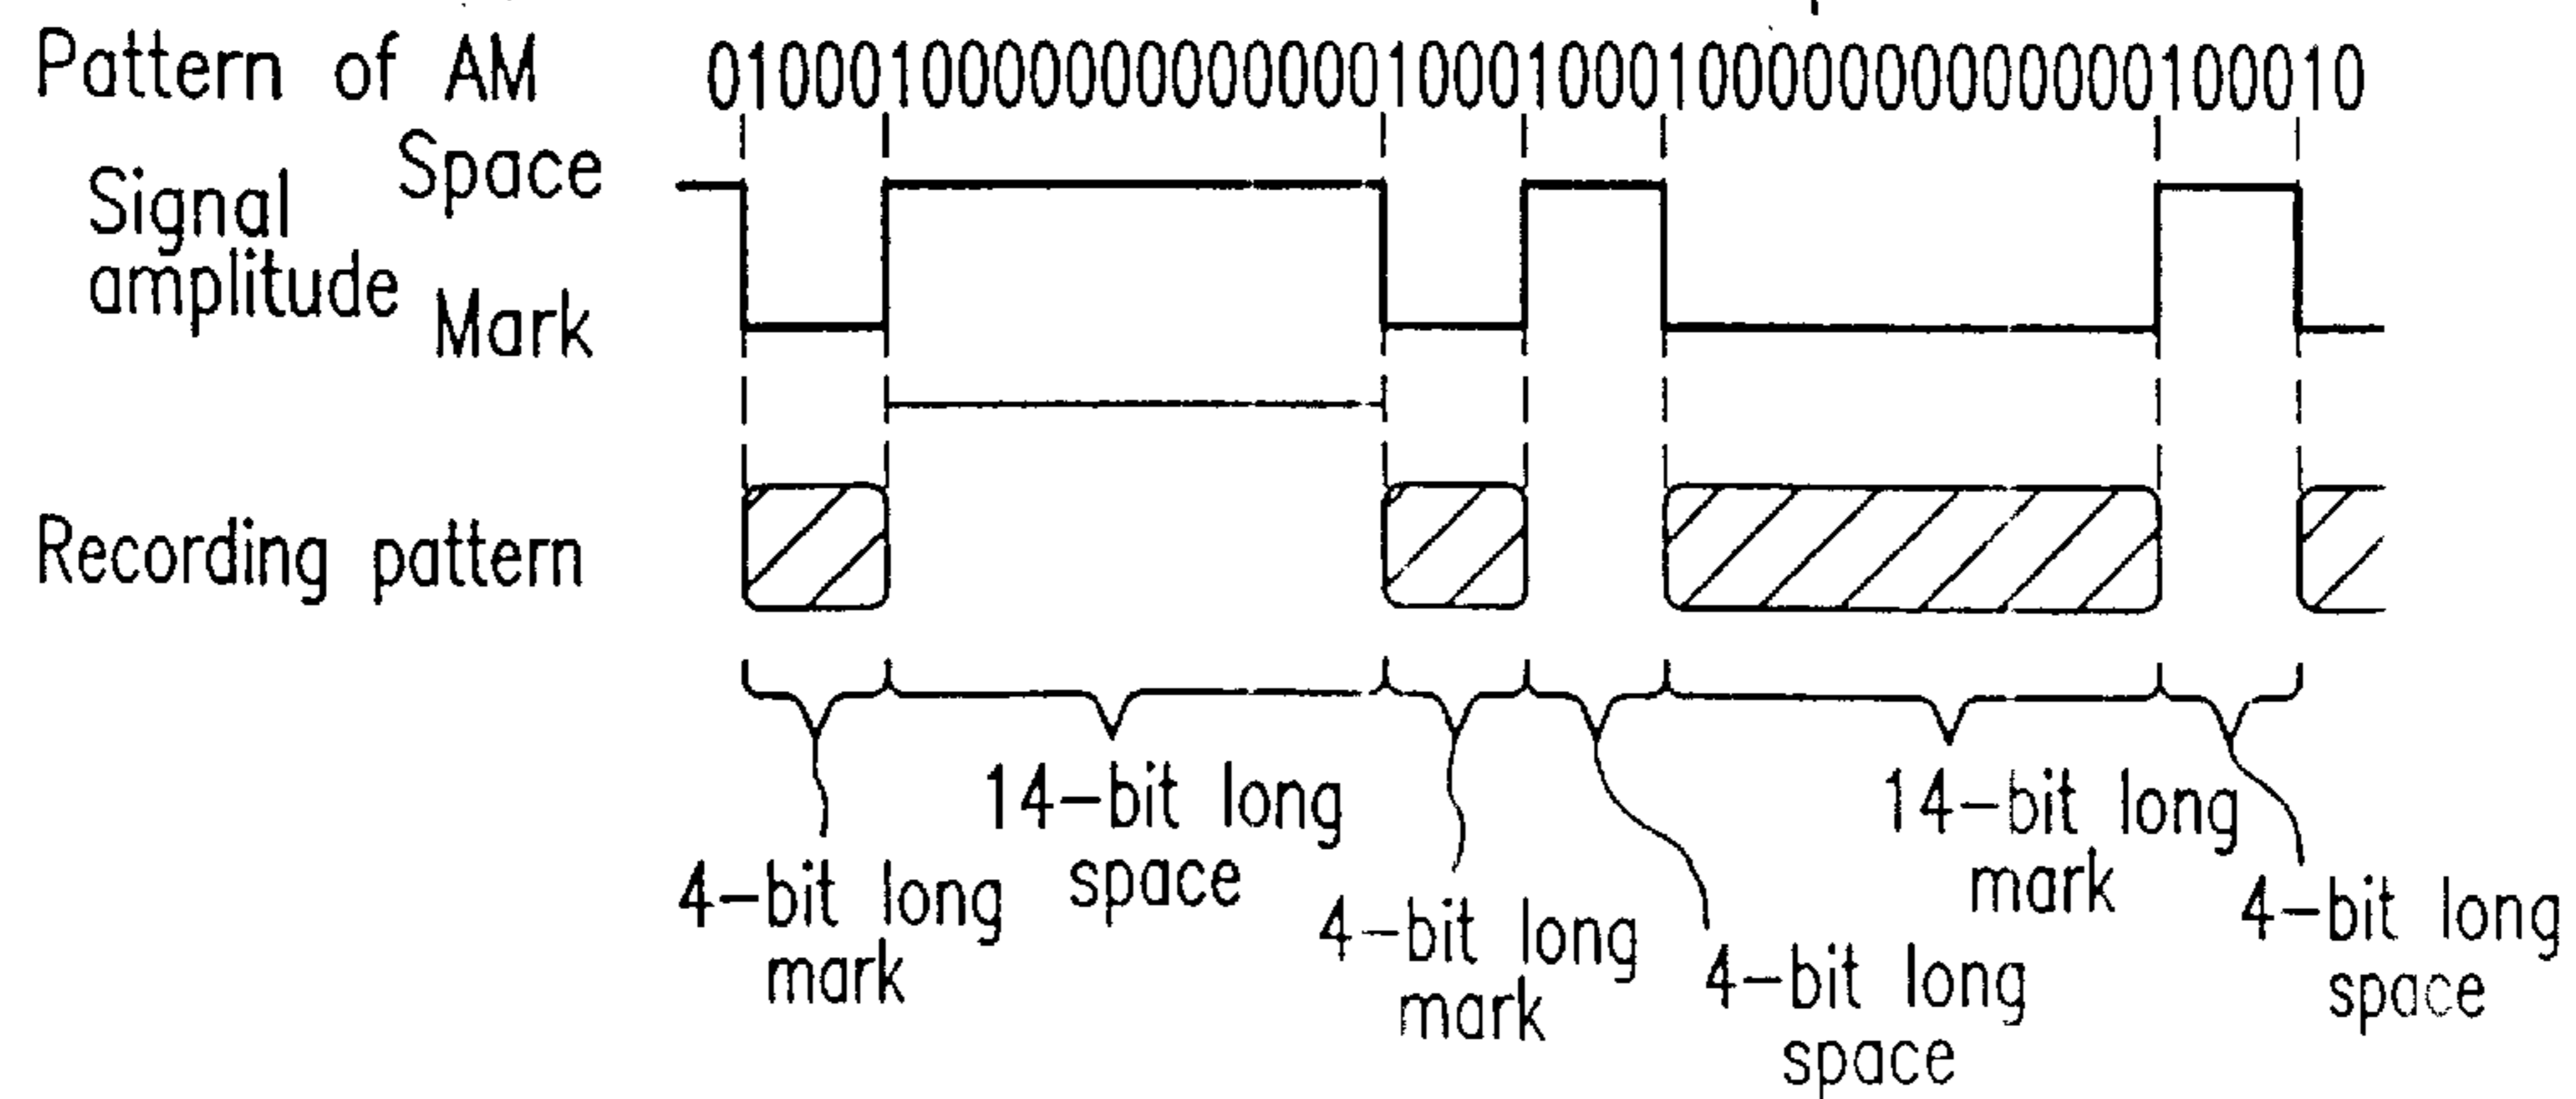 Pattern of AM 01000100000000000001000100010000000000000100010
Space
Signal
amplitude
Mark
Recording pattern
14-bit long
space
14-bit long
mark
4-bit long
mark
4-bit long
mark
4-bit long
space
4-bit long
space